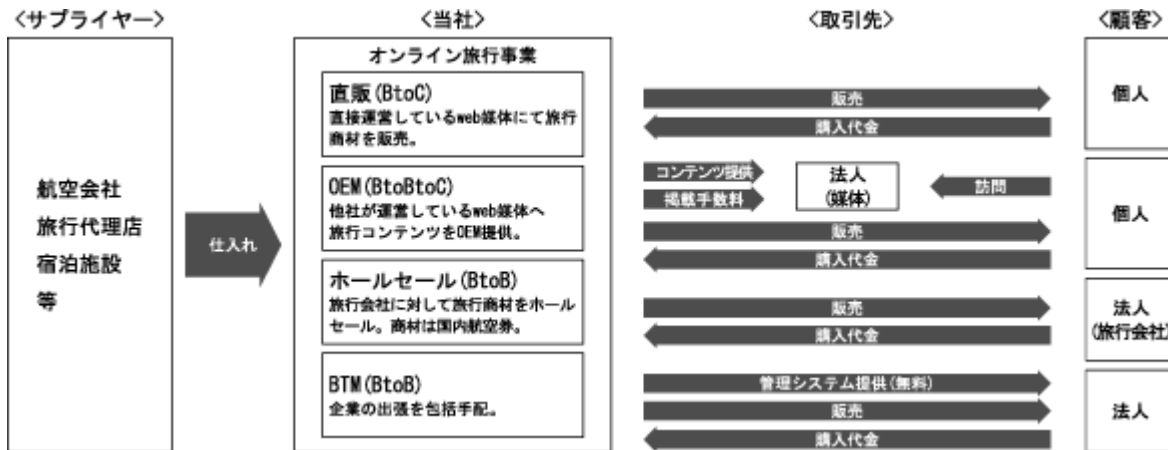 <サプライヤー>
<当社>
<取引先>
<顧客>
航空会社
旅行代理店
宿泊施設
等
仕入れ
オンライン旅行事業
直販(BtoC)
直接運営しているweb媒体にて旅行
商材を販売。
販売
購入代金
個人
OEM(BtoBtoC)
他社が運営しているweb媒体へ
旅行コンテンツをOEM提供。
コンテンツ提供
掲載手数料
法人
(媒体)
訪問
販売
購入代金
個人
ホールセール(BtoB)
旅行会社に対して旅行商材をホール
セール。商材は国内航空券。
販売
購入代金
法人
(旅行会社)
BTM(BtoB)
企業の出張を包括手配。
管理システム提供(無料)
販売
購入代金
法人